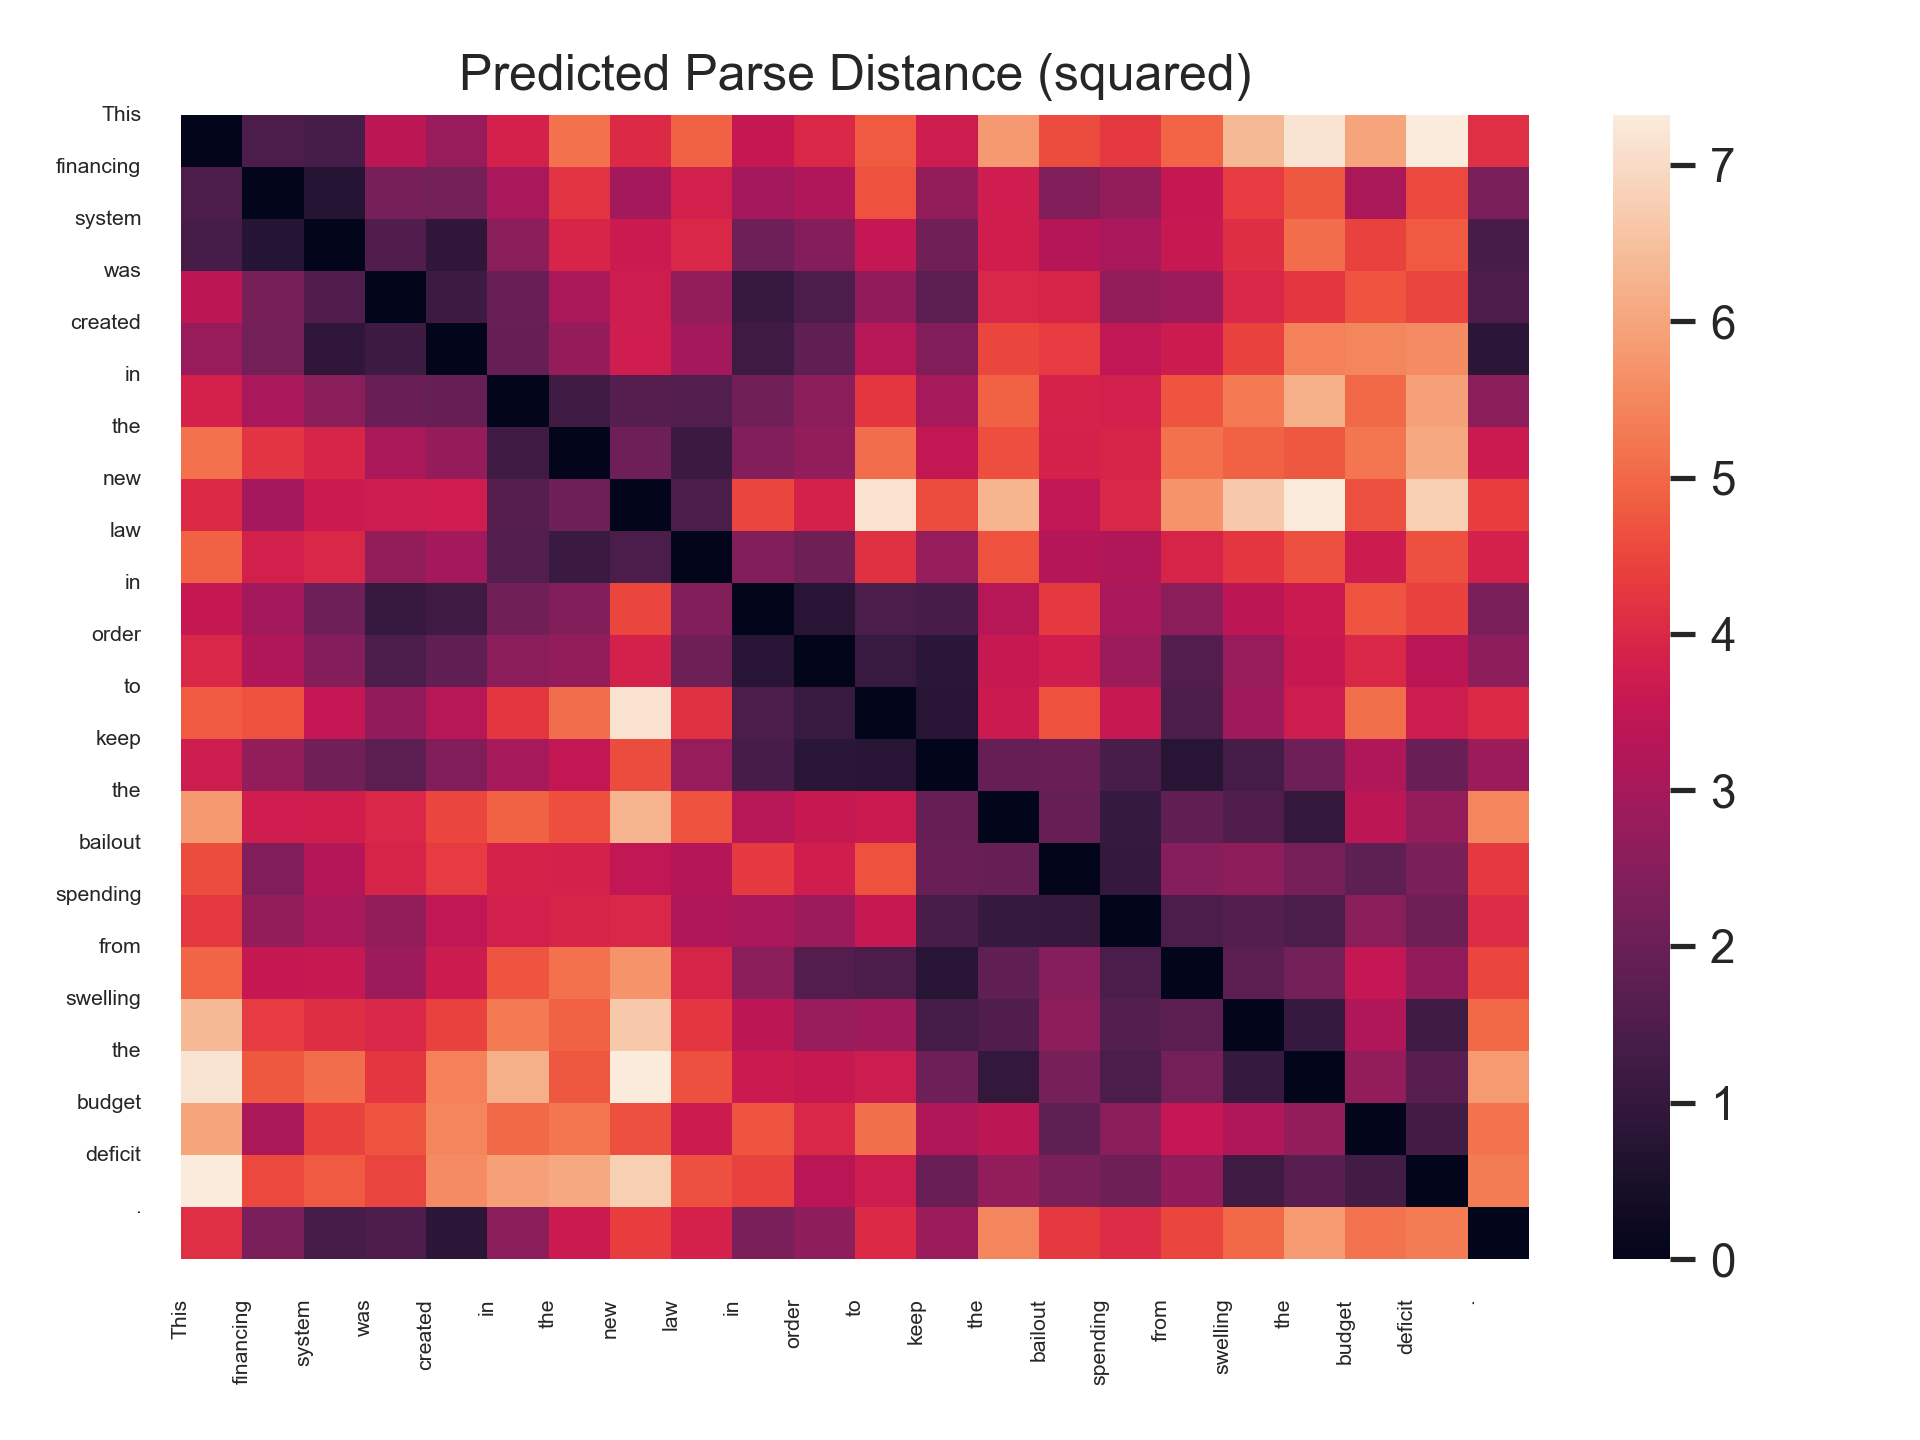 Predicted Parse Distance (squared)
This
financing
system
was
created
in
the
new
law
in
order
to
keep
the
bailout
spending
from
swelling
the
budget
deficit
.
7
6
5
4
3
2
1
0
This
financing
system
was
created
in
the
new
law
in
order
to
keep
the
bailout
spending
from
swelling
the
budget
deficit
.